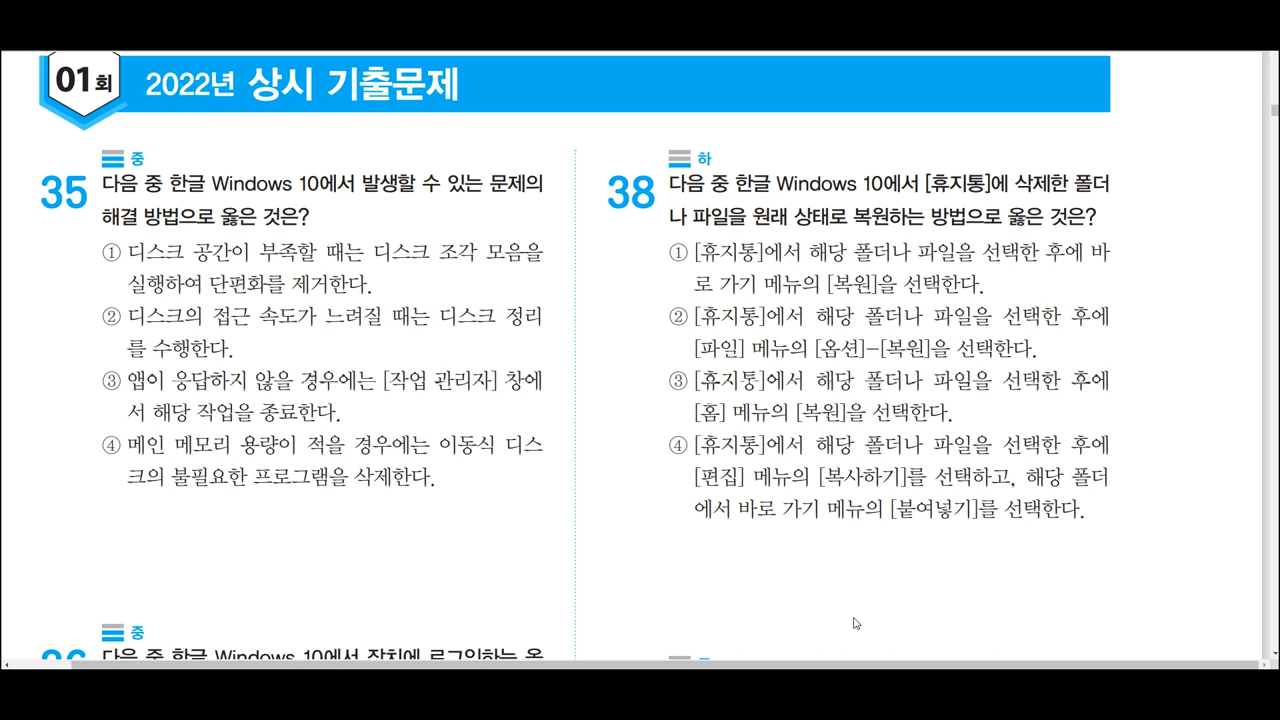 01회 2022년 상시 기출문제
중
35 다음 중 한글 Windows 10에서 발생할 수 있는 문제의
해결 방법으로 옳은 것은?
① 디스크 공간이 부족할 때는 디스크 조각 모음을
실행하여 단편화를 제거한다.
② 디스크의 접근 속도가 느려질 때는 디스크 정리
를 수행한다.
③ 앱이 응답하지 않을 경우에는 [작업 관리자] 창에
서 해당 작업을 종료한다.
④ 메인 메모리 용량이 적을 경우에는 이동식 디스
크의 불필요한 프로그램을 삭제한다.
중
다음 중 한글 Windows 10에서 장치에 로그인하는 옵
하
38 다음 중 한글 Windows 10에서 [휴지통]에 삭제한 폴더
나 파일을 원래 상태로 복원하는 방법으로 옳은 것은?
① [휴지통]에서 해당 폴더나 파일을 선택한 후에 바
로 가기 메뉴의 [복원]을 선택한다.
② [휴지통]에서 해당 폴더나 파일을 선택한 후에
[파일] 메뉴의 [옵션]-[복원]을 선택한다.
③ [휴지통]에서 해당 폴더나 파일을 선택한 후에
[홈] 메뉴의 [복원]을 선택한다.
④ [휴지통]에서 해당 폴더나 파일을 선택한 후에
[편집] 메뉴의 [복사하기]를 선택하고, 해당 폴더
에서 바로 가기 메뉴의 [붙여넣기]를 선택한다.